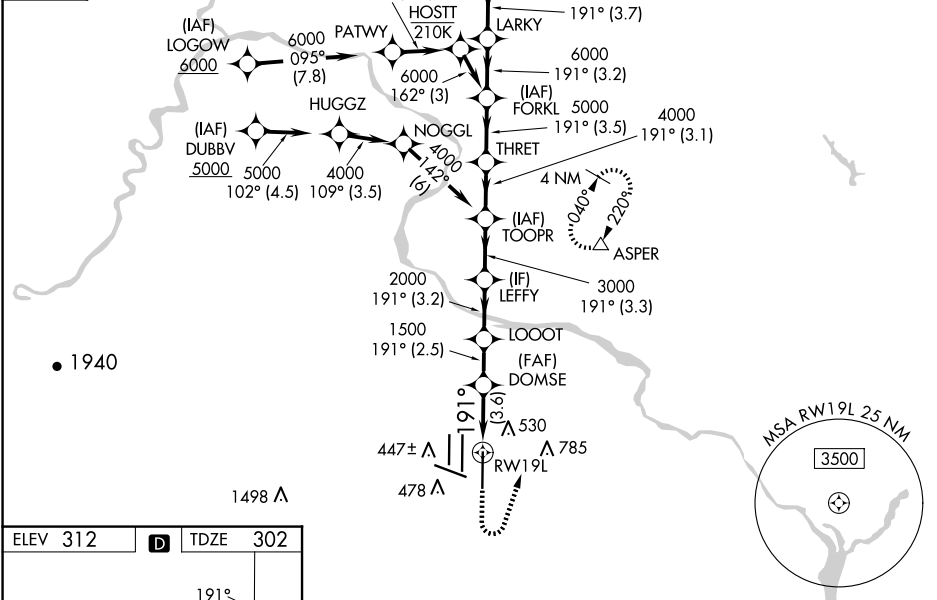 191° (3.7)
(IAF)
LOGOW
6000
6000
095°
(7.8)
PATWY
HOSTT
210K
LARKY
6000
162° (3)
6000
191° (3.2)
(IAF)
FORKL
5000
191° (3.5)
4000
191° (3.1)
HUGGZ
(IAF)
DUBBV
5000
5000
102° (4.5)
4000
109° (3.5)
NOGGL
4000
142°
(6)
THRET
4 NM
040°
220°
ASPER
(IAF)
TOOPR
(IF)
LEFFY
3000
191° (3.3)
2000
191° (3.2)
1500
191° (2.5)
LOOOT
(FAF)
DOMSE
1940
191°
(3.6)
530
447±
785
RW19L
478
1498
MSA RW19L 25 NM
3500
ELEV 312
D
TDZE 302
191°